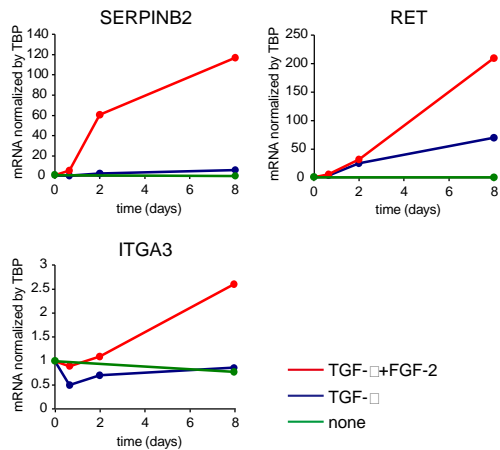 SERPINB2
mRNA normalized by TBP
140
120
100
80
60
40
20
0
0 2 4 6 8
time (days)
RET
mRNA normalized by TBP
250
200
150
100
50
0
0 2 4 6 8
time (days)
ITGA3
mRNA normalized by TBP
3
2.5
2
1.5
1
0.5
0
0 2 4 6 8
time (days)
TGF-□+FGF-2
TGF-□
none